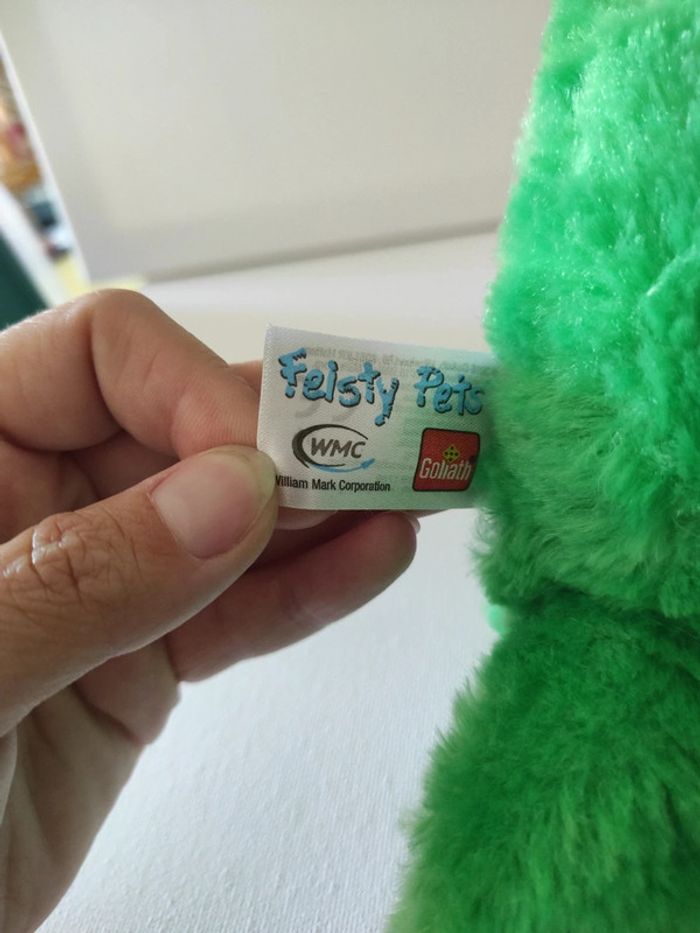 Feisty Pets
WMC
Goliath
William Mark Corporation